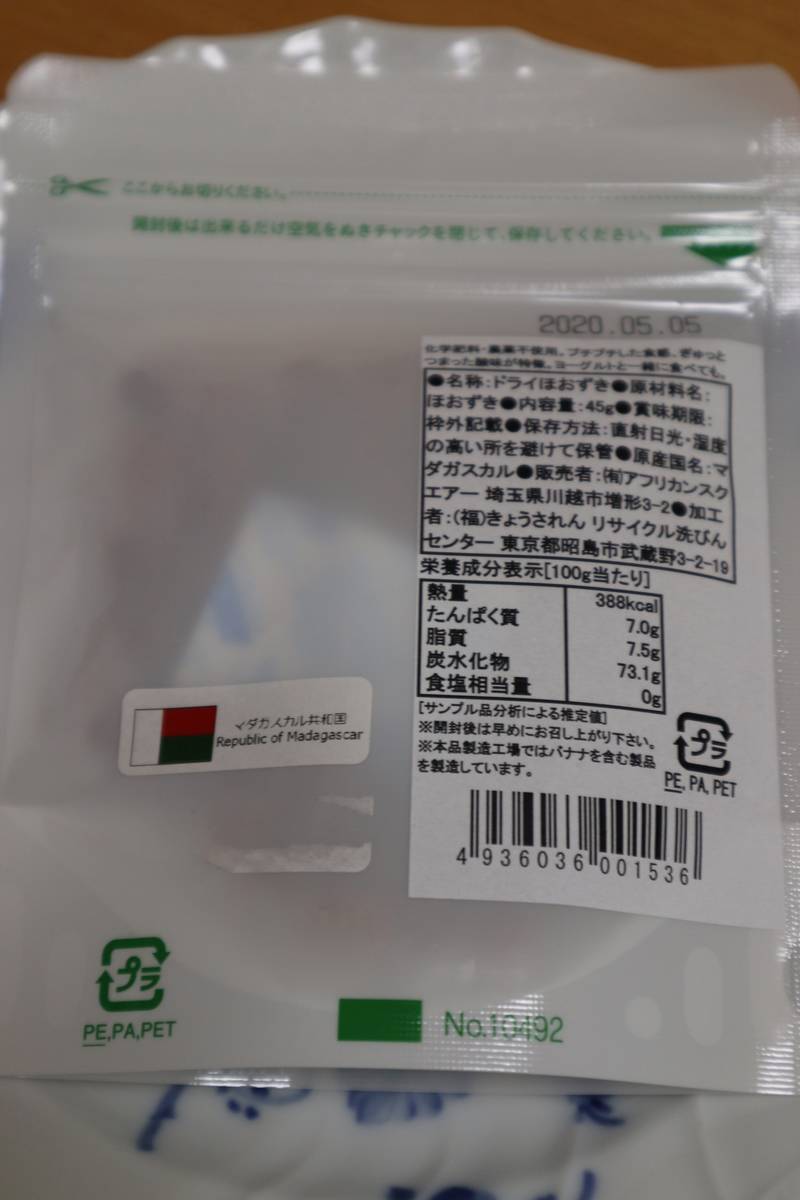 ここからお切りください。
開封後は出来るだけ空気をぬきチャックを閉じて、保存してください。
2020.05.05
化学肥料・農薬不使用。プチプチした食感、ぎゅっと
つまった酸味が特徴。ヨーグルトと一緒に食べても。
●名称:ドライほおずき●原材料名:
ほおずき●内容量:45g●賞味期限:
枠外記載●保存方法:直射日光・湿度
の高い所を避けて保管●原産国名:マ
ダガスカル●販売者:㈲アフリカンスク
エアー 埼玉県川越市増形3-2●加工
者:(福)きょうされん リサイクル洗びん
センター 東京都昭島市武蔵野3-2-19
栄養成分表示[100g当たり]
熱量 388kcal
たんぱく質 7.0g
脂質 7.5g
炭水化物 73.1g
食塩相当量 0g
[サンプル品分析による推定値]
※開封後は早めにお召し上がり下さい。
※本品製造工場ではバナナを含む製品
を製造しています。
プラ
PE, PA, PET
4 936036 001536
マダガスカル共和国
Republic of Madagascar
プラ
PE,PA,PET
No.10492